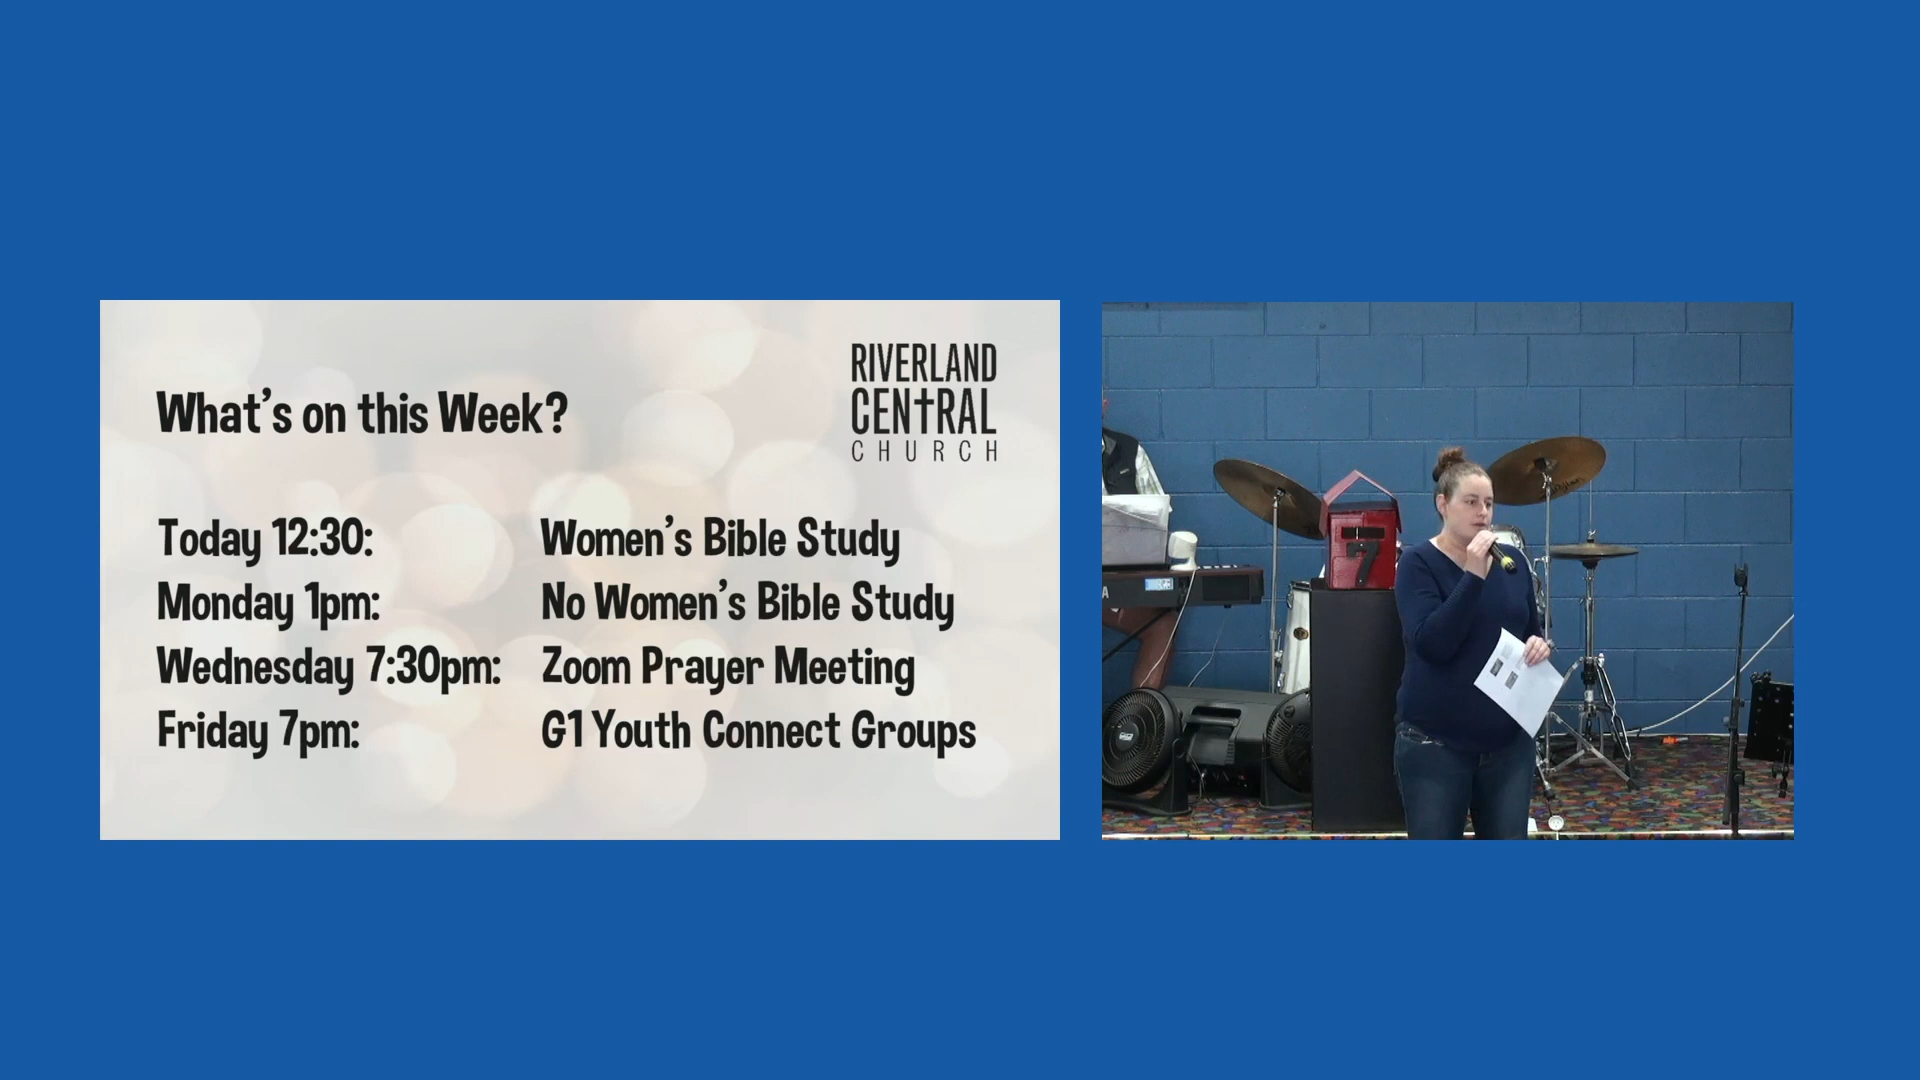 What's on this Week?
RIVERLAND
CENTRAL
CHURCH
Today 12:30: Women's Bible Study
Monday 1pm: No Women's Bible Study
Wednesday 7:30pm: Zoom Prayer Meeting
Friday 7pm: G1 Youth Connect Groups
7